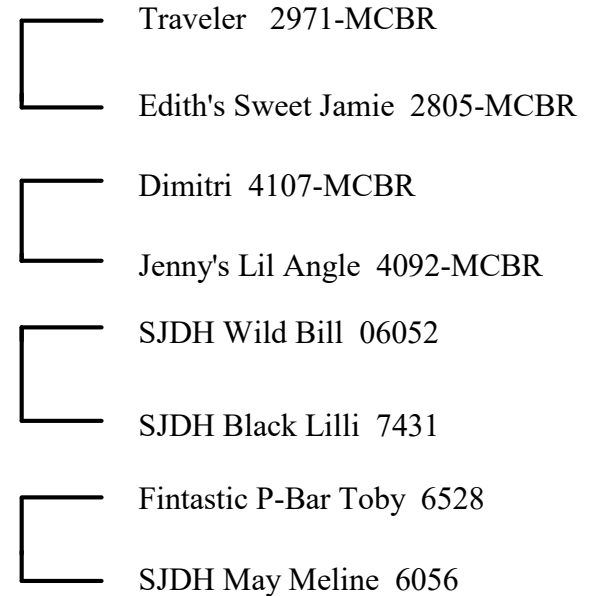 Traveler 2971-MCBR
Edith's Sweet Jamie 2805-MCBR
Dimitri 4107-MCBR
Jenny's Lil Angle 4092-MCBR
SJDH Wild Bill 06052
SJDH Black Lilli 7431
Fintastic P-Bar Toby 6528
SJDH May Meline 6056